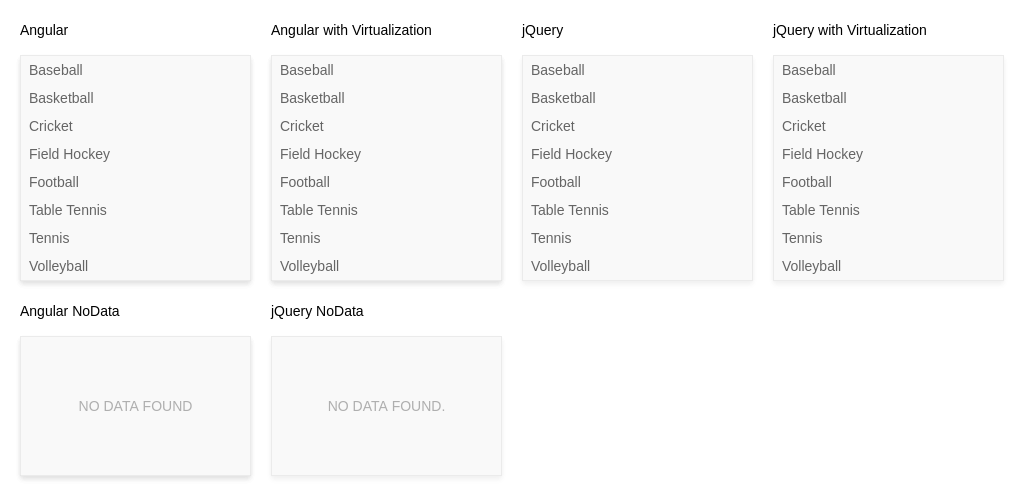 Angular
Baseball
Basketball
Cricket
Field Hockey
Football
Table Tennis
Tennis
Volleyball
Angular with Virtualization
Baseball
Basketball
Cricket
Field Hockey
Football
Table Tennis
Tennis
Volleyball
jQuery
Baseball
Basketball
Cricket
Field Hockey
Football
Table Tennis
Tennis
Volleyball
jQuery with Virtualization
Baseball
Basketball
Cricket
Field Hockey
Football
Table Tennis
Tennis
Volleyball
Angular NoData
NO DATA FOUND
jQuery NoData
NO DATA FOUND.